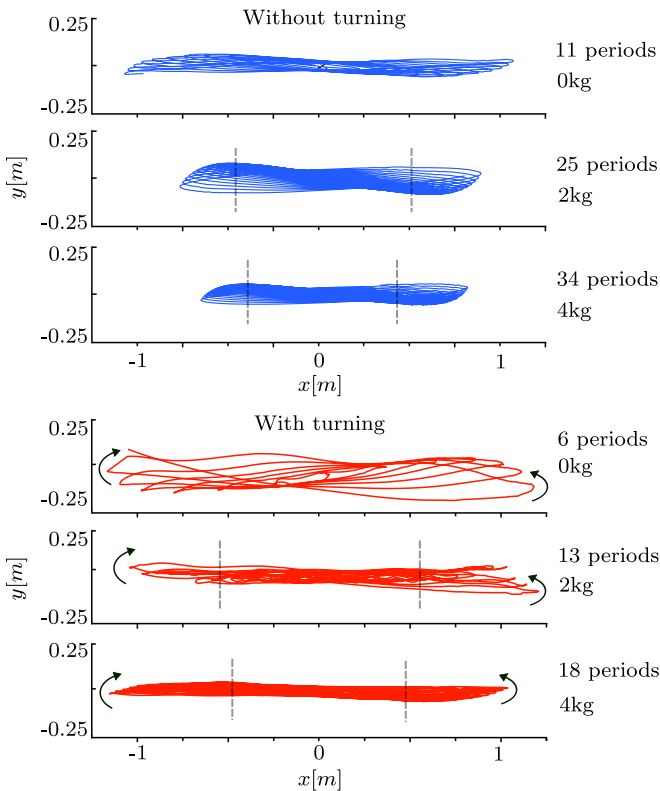 Without turning
0.25
-0.25
11 periods
0kg
0.25
-0.25
25 periods
2kg
y[m]
0.25
-0.25
34 periods
4kg
-1 0 1
x[m]
With turning
0.25
-0.25
6 periods
0kg
0.25
-0.25
13 periods
2kg
y[m]
0.25
-0.25
18 periods
4kg
-1 0 1
x[m]